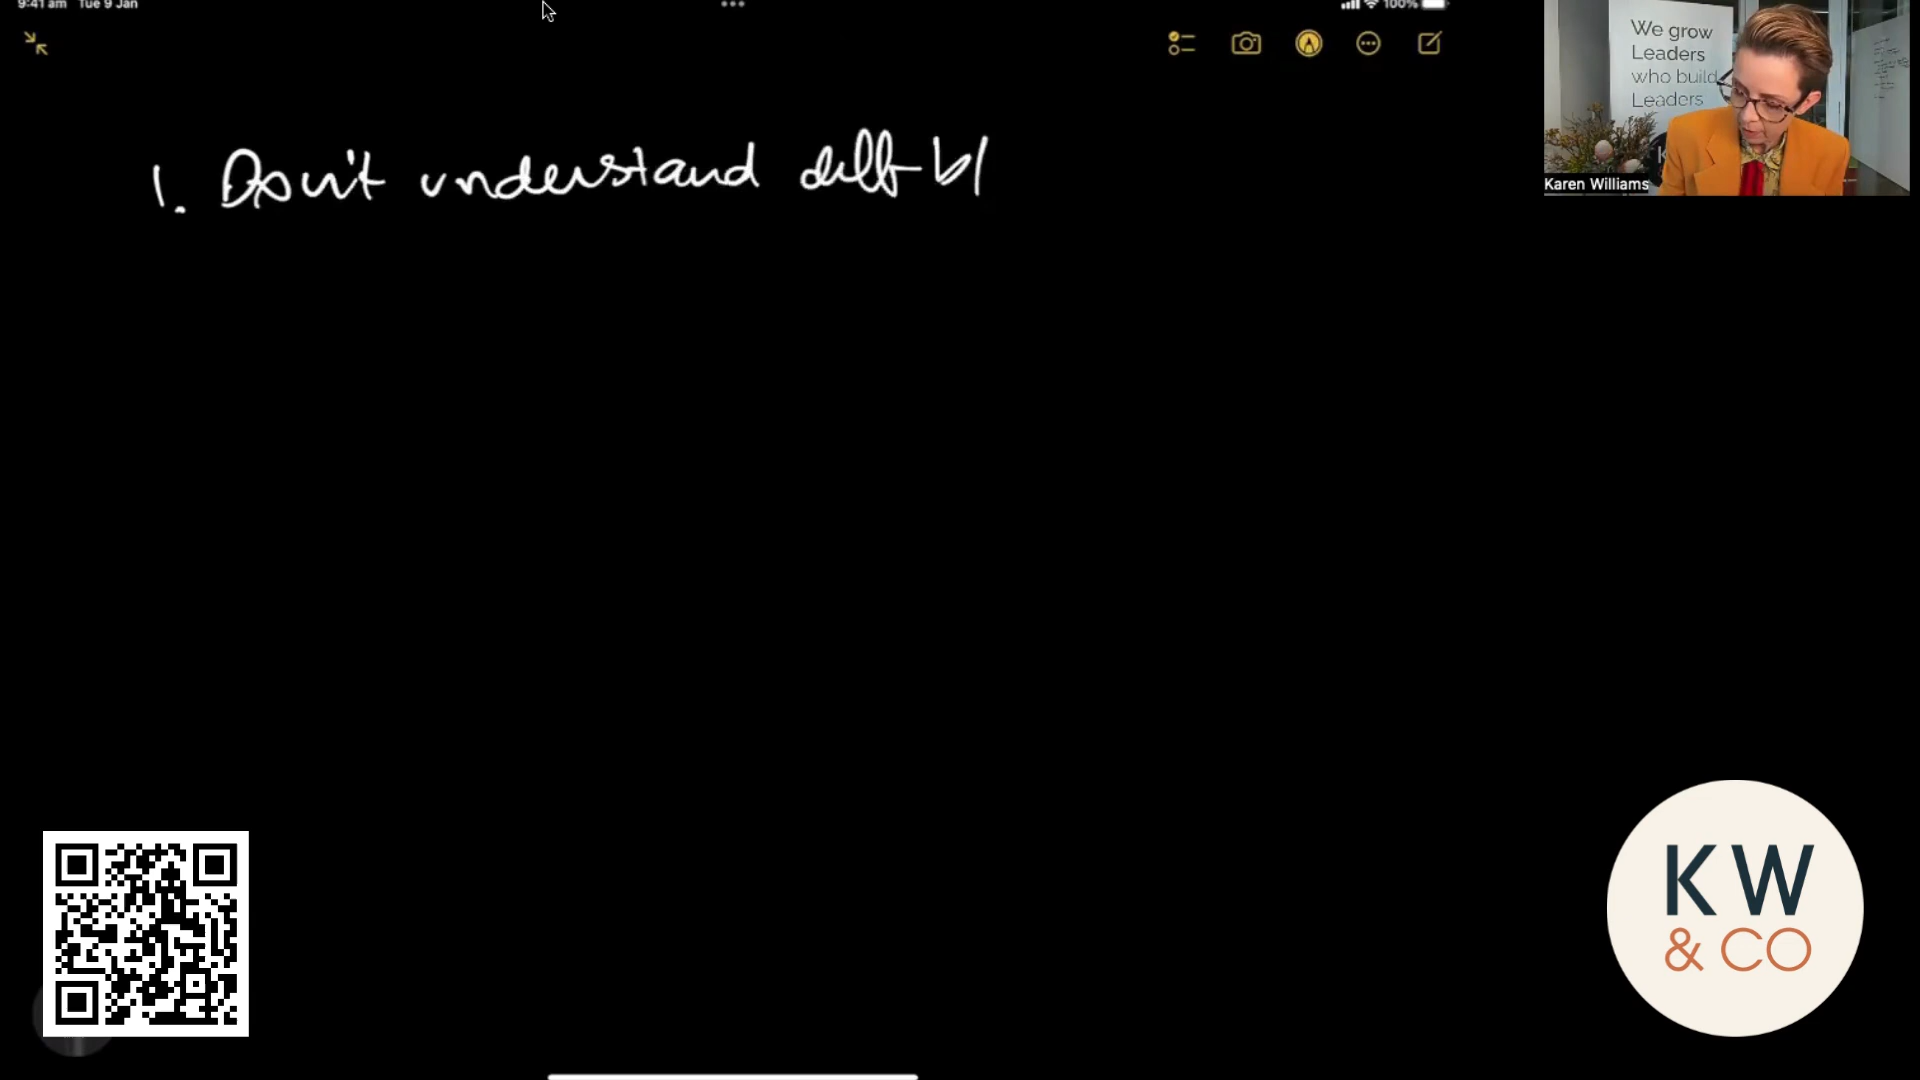 9:41 am Tue 9 Jan
100%
We grow
Leaders
who build
Leaders
Karen Williams
1. Don't understand b/
KW
& CO